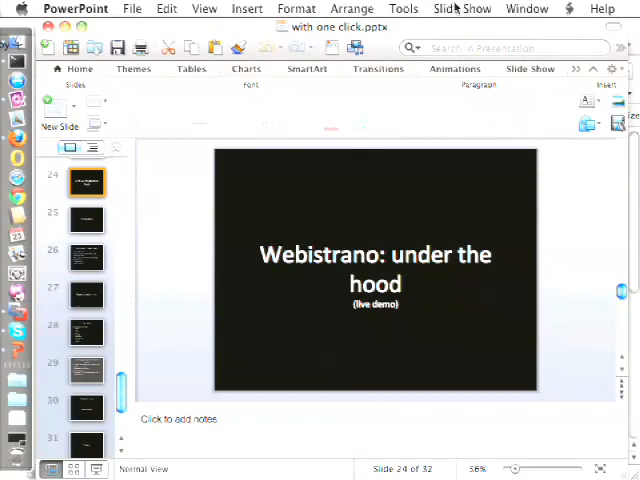 PowerPoint File Edit View Insert Format Arrange Tools Slide Show Window Help
with one click.pptx
Search in Presentation
Home Themes Tables Charts SmartArt Transitions Animations Slide Show
Slides Font Paragraph Insert
New Slide
24
25
26
27
28
29
30
31
Webistrano: under the
hood
(live demo)
Click to add notes
Normal View Slide 24 of 32 56%